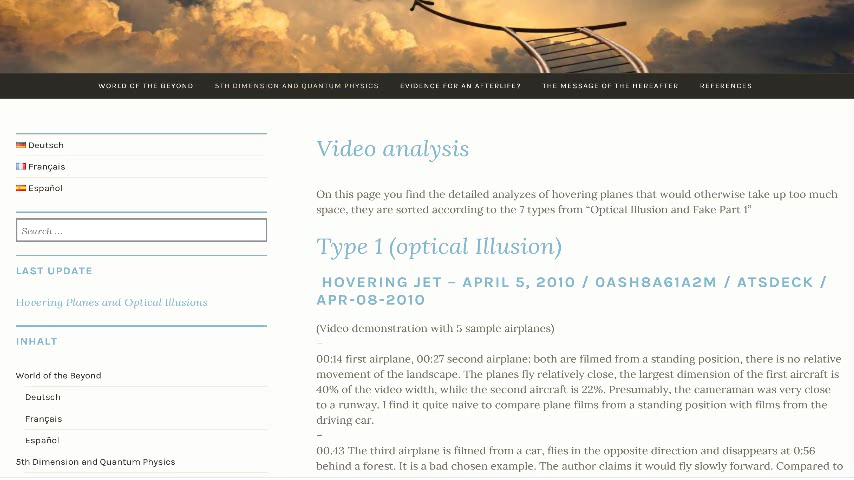 WORLD OF THE BEYOND
5TH DIMENSION AND QUANTUM PHYSICS
EVIDENCE FOR AN AFTERLIFE?
THE MESSAGE OF THE HEREAFTER
REFERENCES
Deutsch
Français
Español
Search ...
LAST UPDATE
Hovering Planes and Optical Illusions
INHALT
World of the Beyond
Deutsch
Français
Español
5th Dimension and Quantum Physics
Video analysis
On this page you find the detailed analyzes of hovering planes that would otherwise take up too much
space, they are sorted according to the 7 types from “Optical Illusion and Fake Part 1”
Type 1 (optical Illusion)
HOVERING JET – APRIL 5, 2010 / 0ASH8A61A2M / ATSDECK /
APR-08-2010
(Video demonstration with 5 sample airplanes)
–
00:14 first airplane, 00:27 second airplane: both are filmed from a standing position, there is no relative
movement of the landscape. The planes fly relatively close, the largest dimension of the first aircraft is
40% of the video width, while the second aircraft is 22%. Presumably, the cameraman was very close
to a runway. I find it quite naive to compare plane films from a standing position with films from the
driving car.
–
00.43 The third airplane is filmed from a car, flies in the opposite direction and disappears at 0:56
behind a forest. It is a bad chosen example. The author claims it would fly slowly forward. Compared to